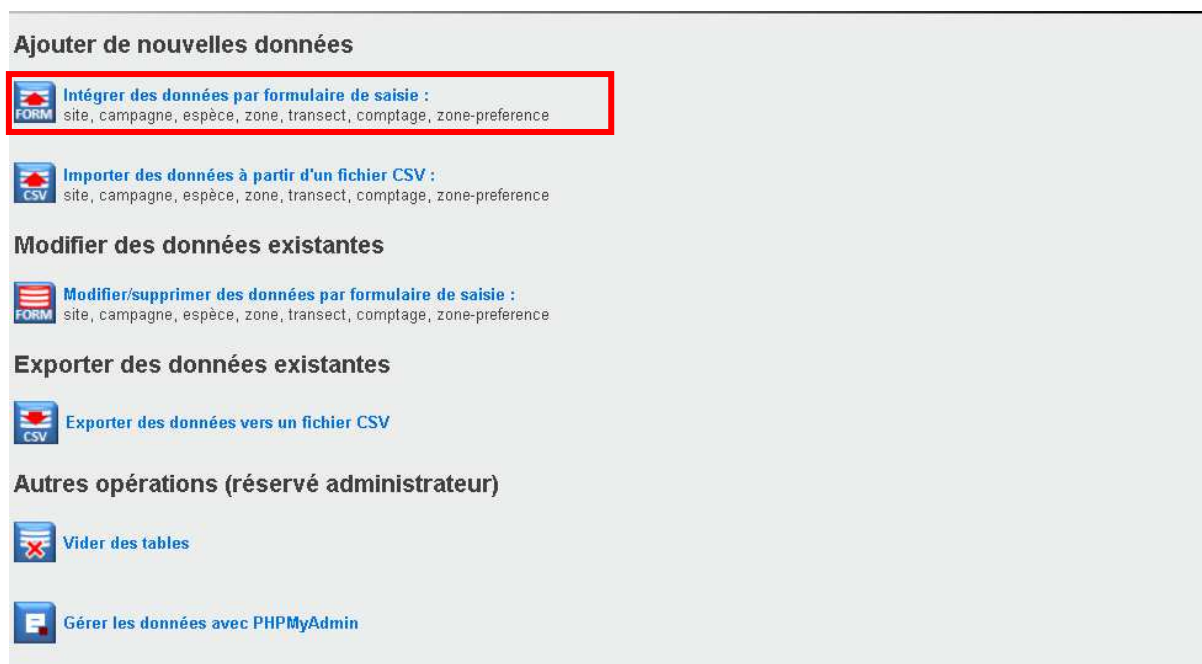 Ajouter de nouvelles données
FORM
Intégrer des données par formulaire de saisie :
site, campagne, espèce, zone, transect, comptage, zone-preference
CSV
Importer des données à partir d'un fichier CSV :
site, campagne, espèce, zone, transect, comptage, zone-preference
Modifier des données existantes
FORM
Modifier/supprimer des données par formulaire de saisie :
site, campagne, espèce, zone, transect, comptage, zone-preference
Exporter des données existantes
CSV
Exporter des données vers un fichier CSV
Autres opérations (réservé administrateur)
Vider des tables
Gérer les données avec PHPMyAdmin